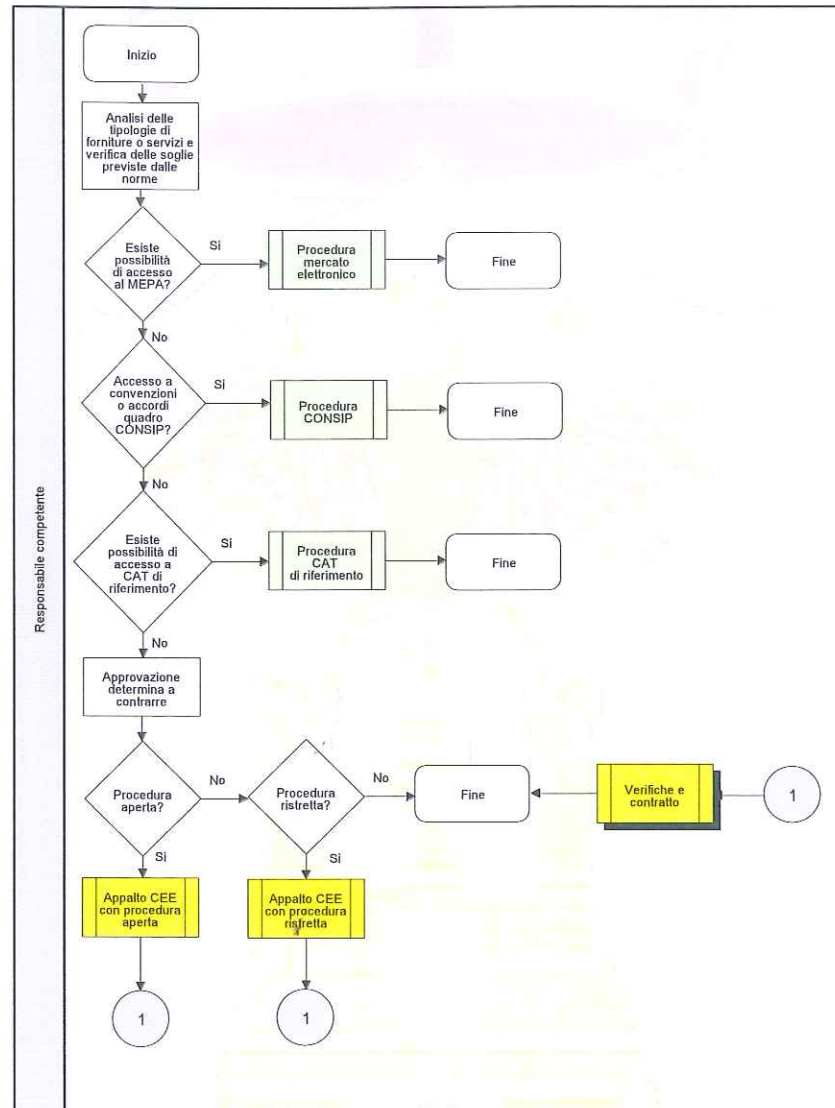 Responsabile competente
Inizio
Analisi delle
tipologie di
forniture o servizi e
verifica delle soglie
previste dalle
norme
Esiste
possibilità
di accesso
al MEPA?
Si
Procedura
mercato
elettronico
Fine
No
Accesso a
convenzioni
o accordi
quadro
CONSIP?
Si
Procedura
CONSIP
Fine
No
Esiste
possibilità di
accesso a
CAT di
riferimento?
Si
Procedura
CAT
di riferimento
Fine
No
Approvazione
determina a
contrarre
Procedura
aperta?
No
Procedura
ristretta?
No
Fine
Verifiche e
contratto
1
Si
Si
Appalto CEE
con procedura
aperta
Appalto CEE
con procedura
ristretta
1
1